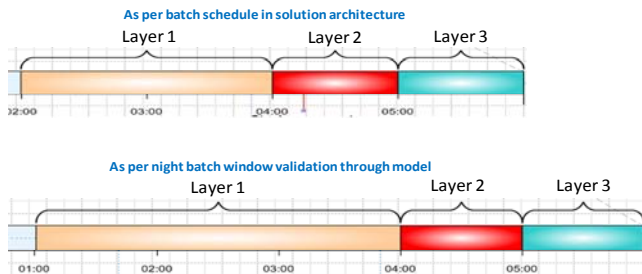 As per batch schedule in solution architecture
Layer 1 Layer 2 Layer 3
02:00 03:00 04:00 05:00
As per night batch window validation through model
Layer 1 Layer 2 Layer 3
01:00 02:00 03:00 04:00 05:00